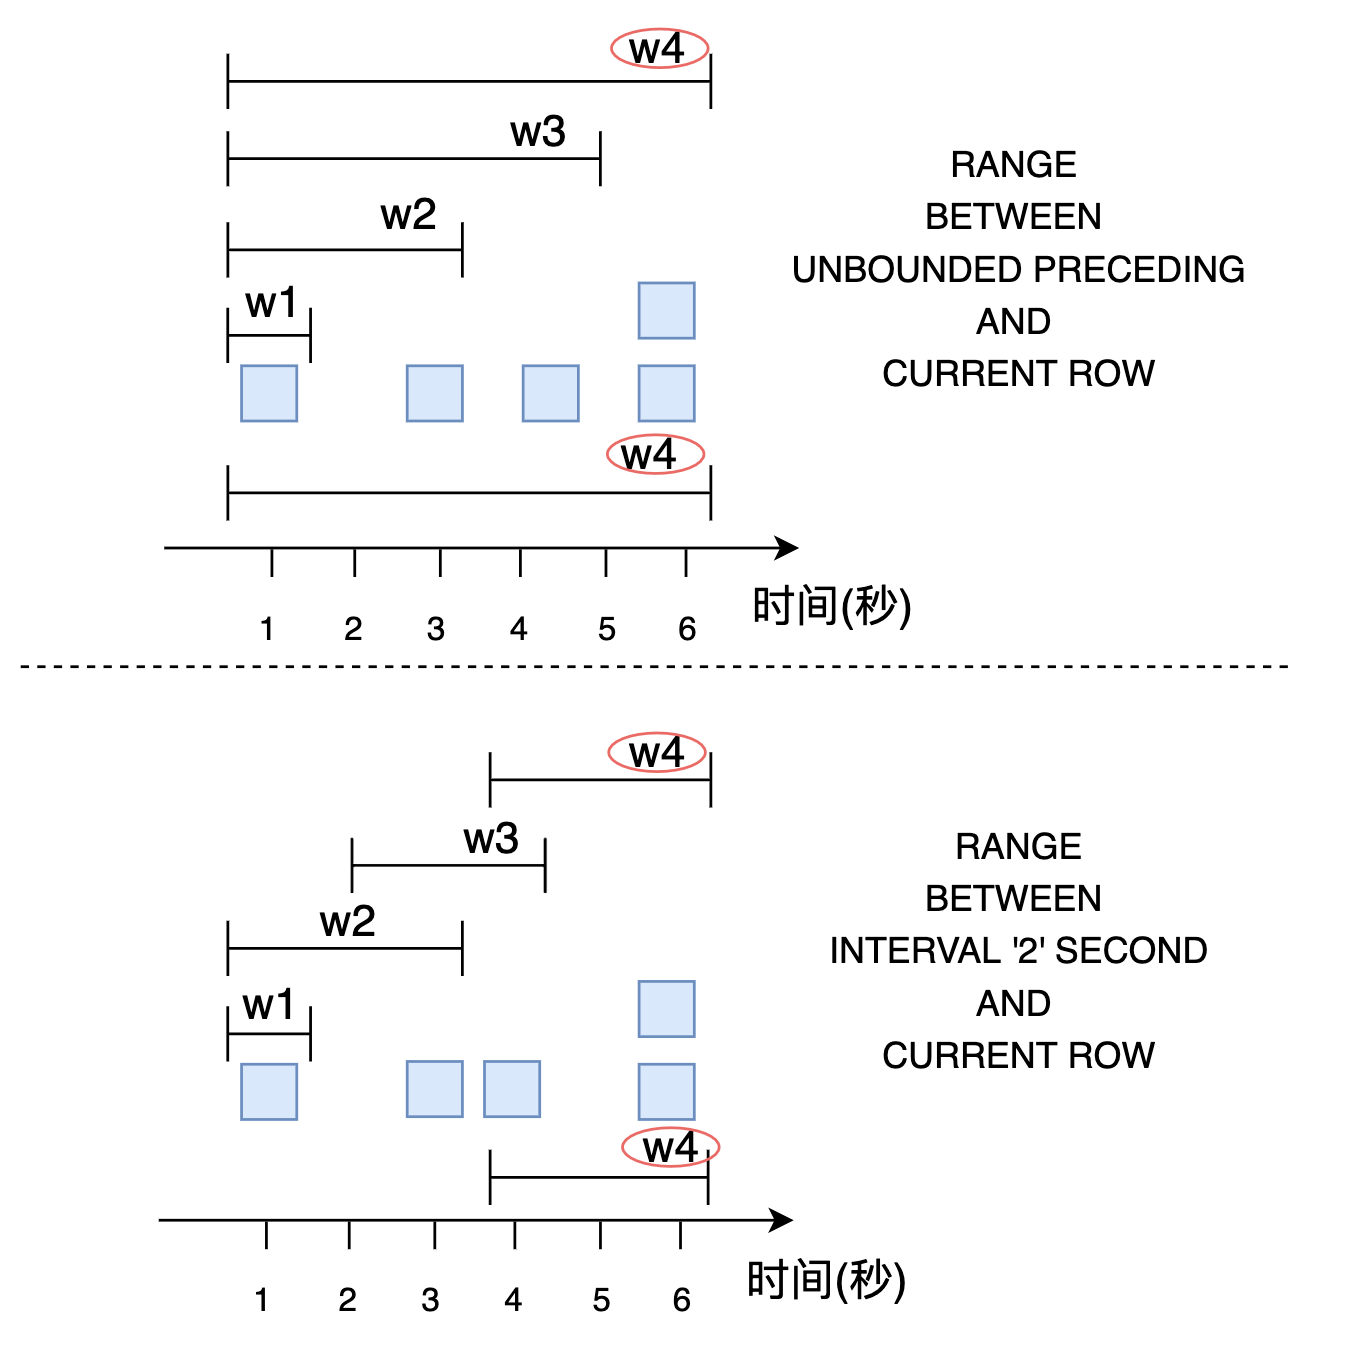 w4
w3
w2
w1
RANGE
BETWEEN
UNBOUNDED PRECEDING
AND
CURRENT ROW
w4
时间(秒)
1 2 3 4 5 6
w4
w3
w2
w1
RANGE
BETWEEN
INTERVAL '2' SECOND
AND
CURRENT ROW
w4
时间(秒)
1 2 3 4 5 6